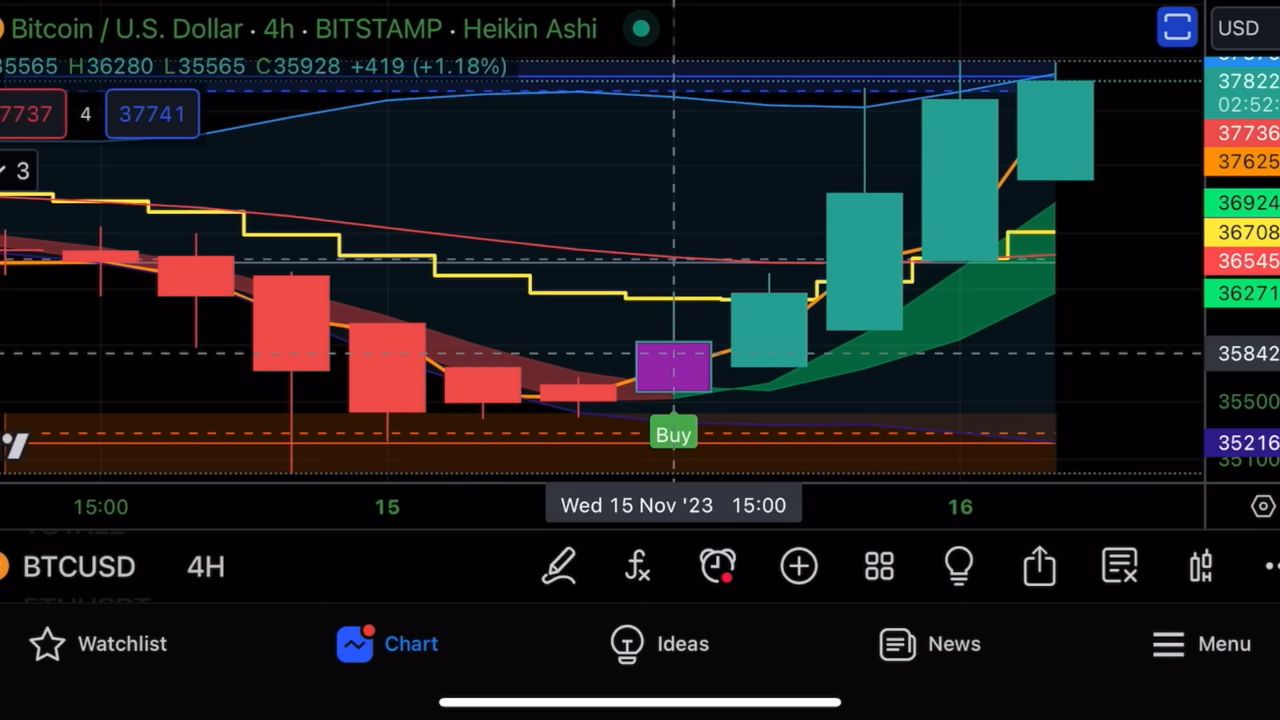 Bitcoin / U.S. Dollar · 4h · BITSTAMP · Heikin Ashi
USD
35565 H36280 L35565 C35928 +419 (+1.18%)
37822
02:52:
7737 4 37741
37736
37625
3
36924
36708
36545
36271
35842
35500
Buy
35216
35100
15:00 15 Wed 15 Nov '23 15:00 16
BTCUSD 4H
Watchlist Chart Ideas News Menu